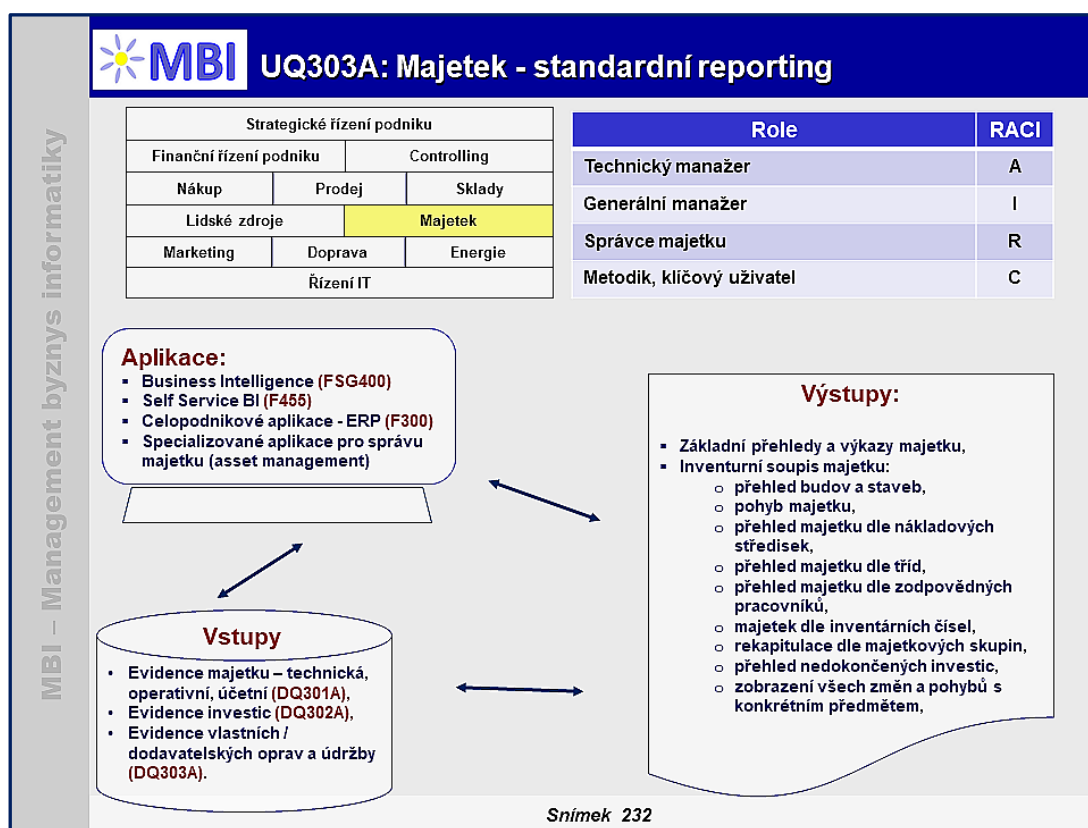 MBI
UQ303A: Majetek - standardní reporting
MBI – Management byznys informatiky
Strategické řízení podniku
Finanční řízení podniku Controlling
Nákup Prodej Sklady
Lidské zdroje Majetek
Marketing Doprava Energie
Řízení IT
Role RACI
Technický manažer A
Generální manažer I
Správce majetku R
Metodik, klíčový uživatel C
Aplikace:
▪ Business Intelligence (FSG400)
▪ Self Service BI (F455)
▪ Celopodnikové aplikace - ERP (F300)
▪ Specializované aplikace pro správu
majetku (asset management)
Vstupy
• Evidence majetku – technická,
operativní, účetní (DQ301A),
• Evidence investic (DQ302A),
• Evidence vlastních /
dodavatelských oprav a údržby
(DQ303A).
Výstupy:
▪ Základní přehledy a výkazy majetku,
▪ Inventurní soupis majetku:
o přehled budov a staveb,
o pohyb majetku,
o přehled majetku dle nákladových
středisek,
o přehled majetku dle tříd,
o přehled majetku dle zodpovědných
pracovníků,
o majetek dle inventárních čísel,
o rekapitulace dle majetkových skupin,
o přehled nedokončených investic,
o zobrazení všech změn a pohybů s
konkrétním předmětem,
Snímek 232